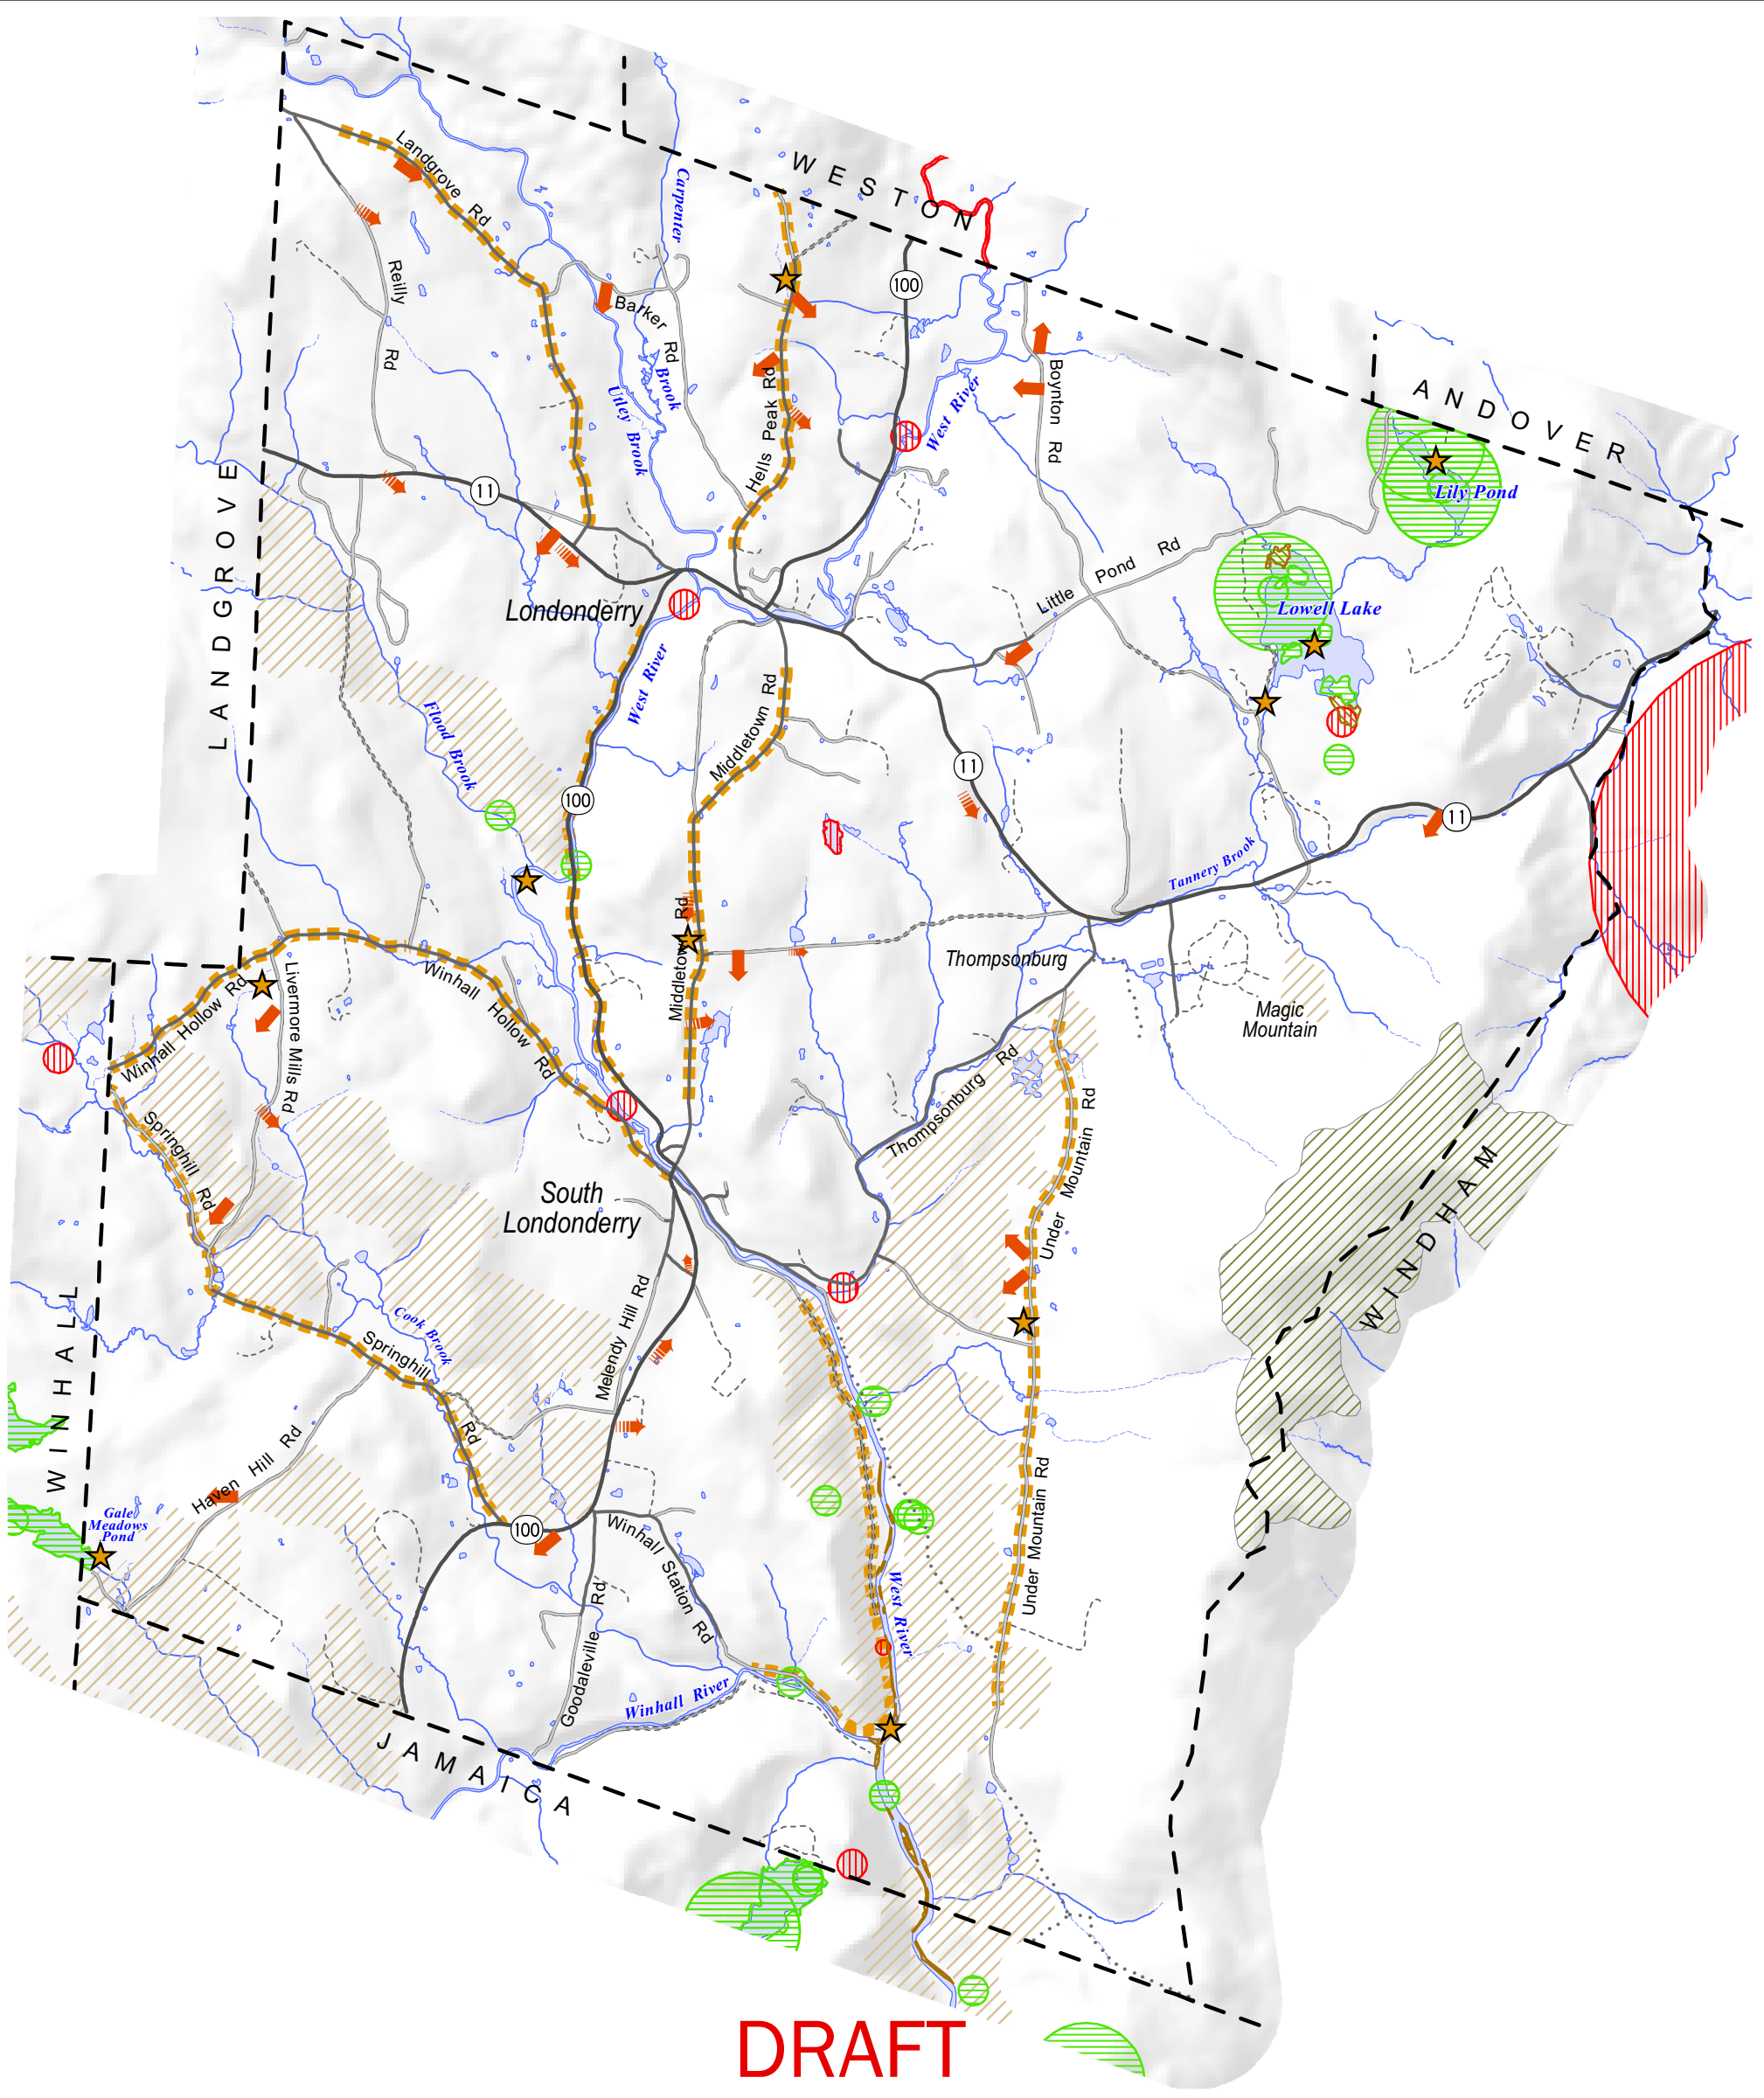 WESTON
Landgrove Rd
Carpenter
Brook
Reilly
Rd
Barker
Rd
100
Utley Brook
Hells Peak Rd
West River
Boynton Rd
ANDOVER
Lily Pond
11
LANDGROVE
Londonderry
Little Pond Rd
Lowell Lake
West River
Middletown Rd
Flood Brook
100
11
11
Tannery Brook
Middletown Rd
Thompsonburg
Winhall Hollow Rd
Livermore Mills Rd
Winhall Hollow Rd
Magic
Mountain
Thompsonburg Rd
Under Mountain Rd
Springhill Rd
South
Londonderry
WINDHAM
WINHALL
Melendy Hill Rd
Cook Brook
Springhill
Rd
Haven Hill Rd
Gale
Meadows
Pond
100
Winhall Station Rd
Under Mountain Rd
West River
Goodaleville Rd
Winhall River
JAMAICA
DRAFT